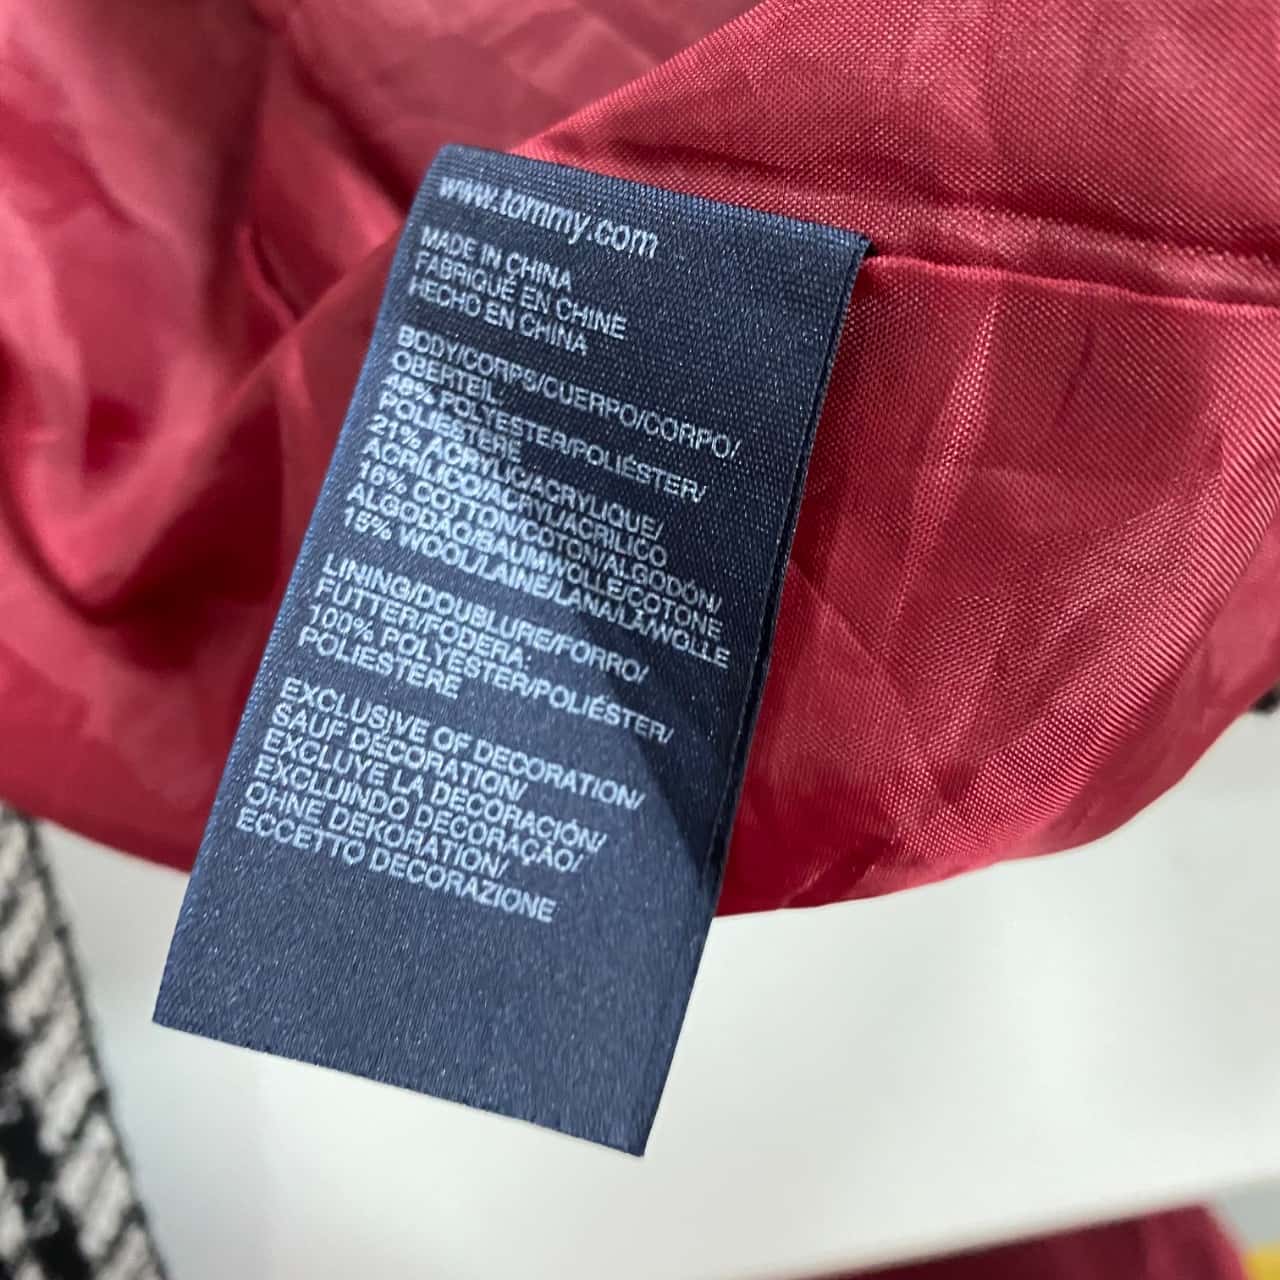 www.tommy.com
MADE IN CHINA
FABRIQUÉ EN CHINE
HECHO EN CHINA
BODY/CORPS/CUERPO/CORPO/
OBERTEIL
48% POLYESTER/POLIÉSTER/
POLIESTERE
21% ACRYLIC/ACRYLIQUE/
ACRÍLICO/ACRYL/ACRILICO
16% COTTON/COTON/ALGODÓN/
ALGODÃO/BAUMWOLLE/COTONE
15% WOOL/LAINE/LANA/LÃ/WOLLE
LINING/DOUBLURE/FORRO/
FUTTER/FODERA:
100% POLYESTER/POLIÉSTER/
POLIESTERE
EXCLUSIVE OF DECORATION/
SAUF DÉCORATION/
EXCLUYE LA DECORACIÓN/
EXCLUINDO DECORAÇÃO/
OHNE DEKORATION/
ECCETTO DECORAZIONE